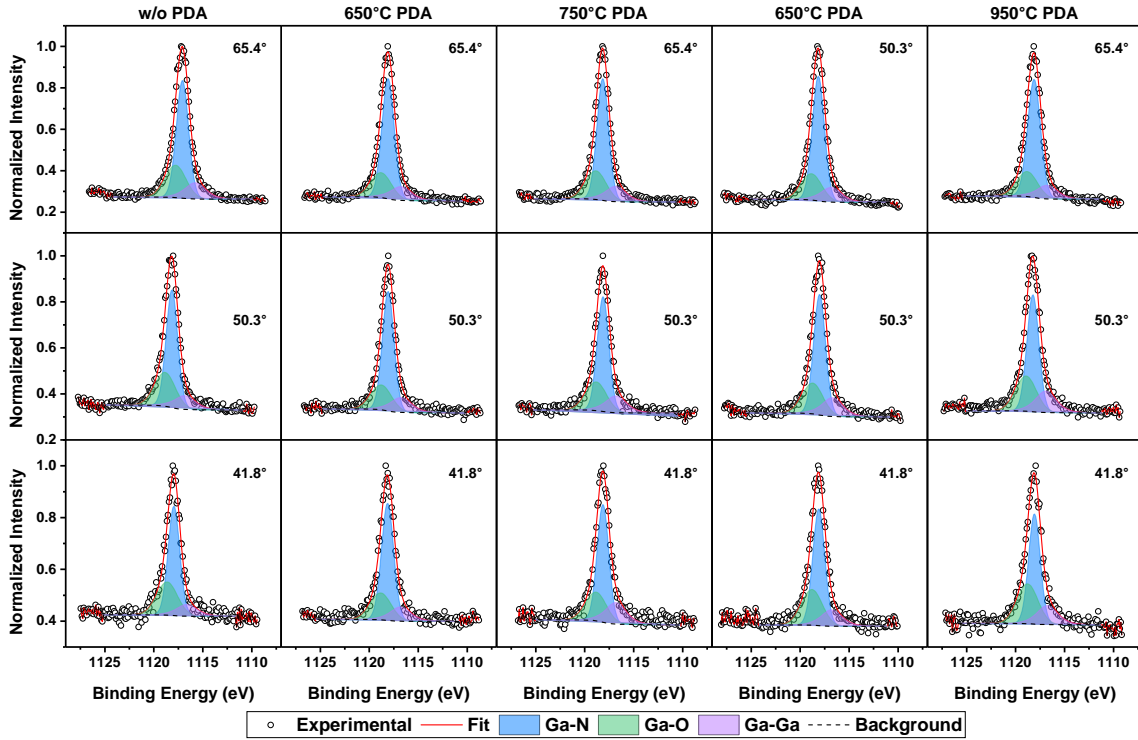 w/o PDA 650°C PDA 750°C PDA 650°C PDA 950°C PDA
Normalized Intensity
1.0
0.8
0.6
0.4
0.2
65.4° 65.4° 65.4° 50.3° 65.4°
Normalized Intensity
1.0
0.8
0.6
0.4
0.2
50.3° 50.3° 50.3° 50.3° 50.3°
Normalized Intensity
1.0
0.8
0.6
0.4
41.8° 41.8° 41.8° 41.8° 41.8°
1125 1120 1115 1110 1125 1120 1115 1110 1125 1120 1115 1110 1125 1120 1115 1110 1125 1120 1115 1110
Binding Energy (eV) Binding Energy (eV) Binding Energy (eV) Binding Energy (eV) Binding Energy (eV)
Experimental Fit Ga-N Ga-O Ga-Ga Background